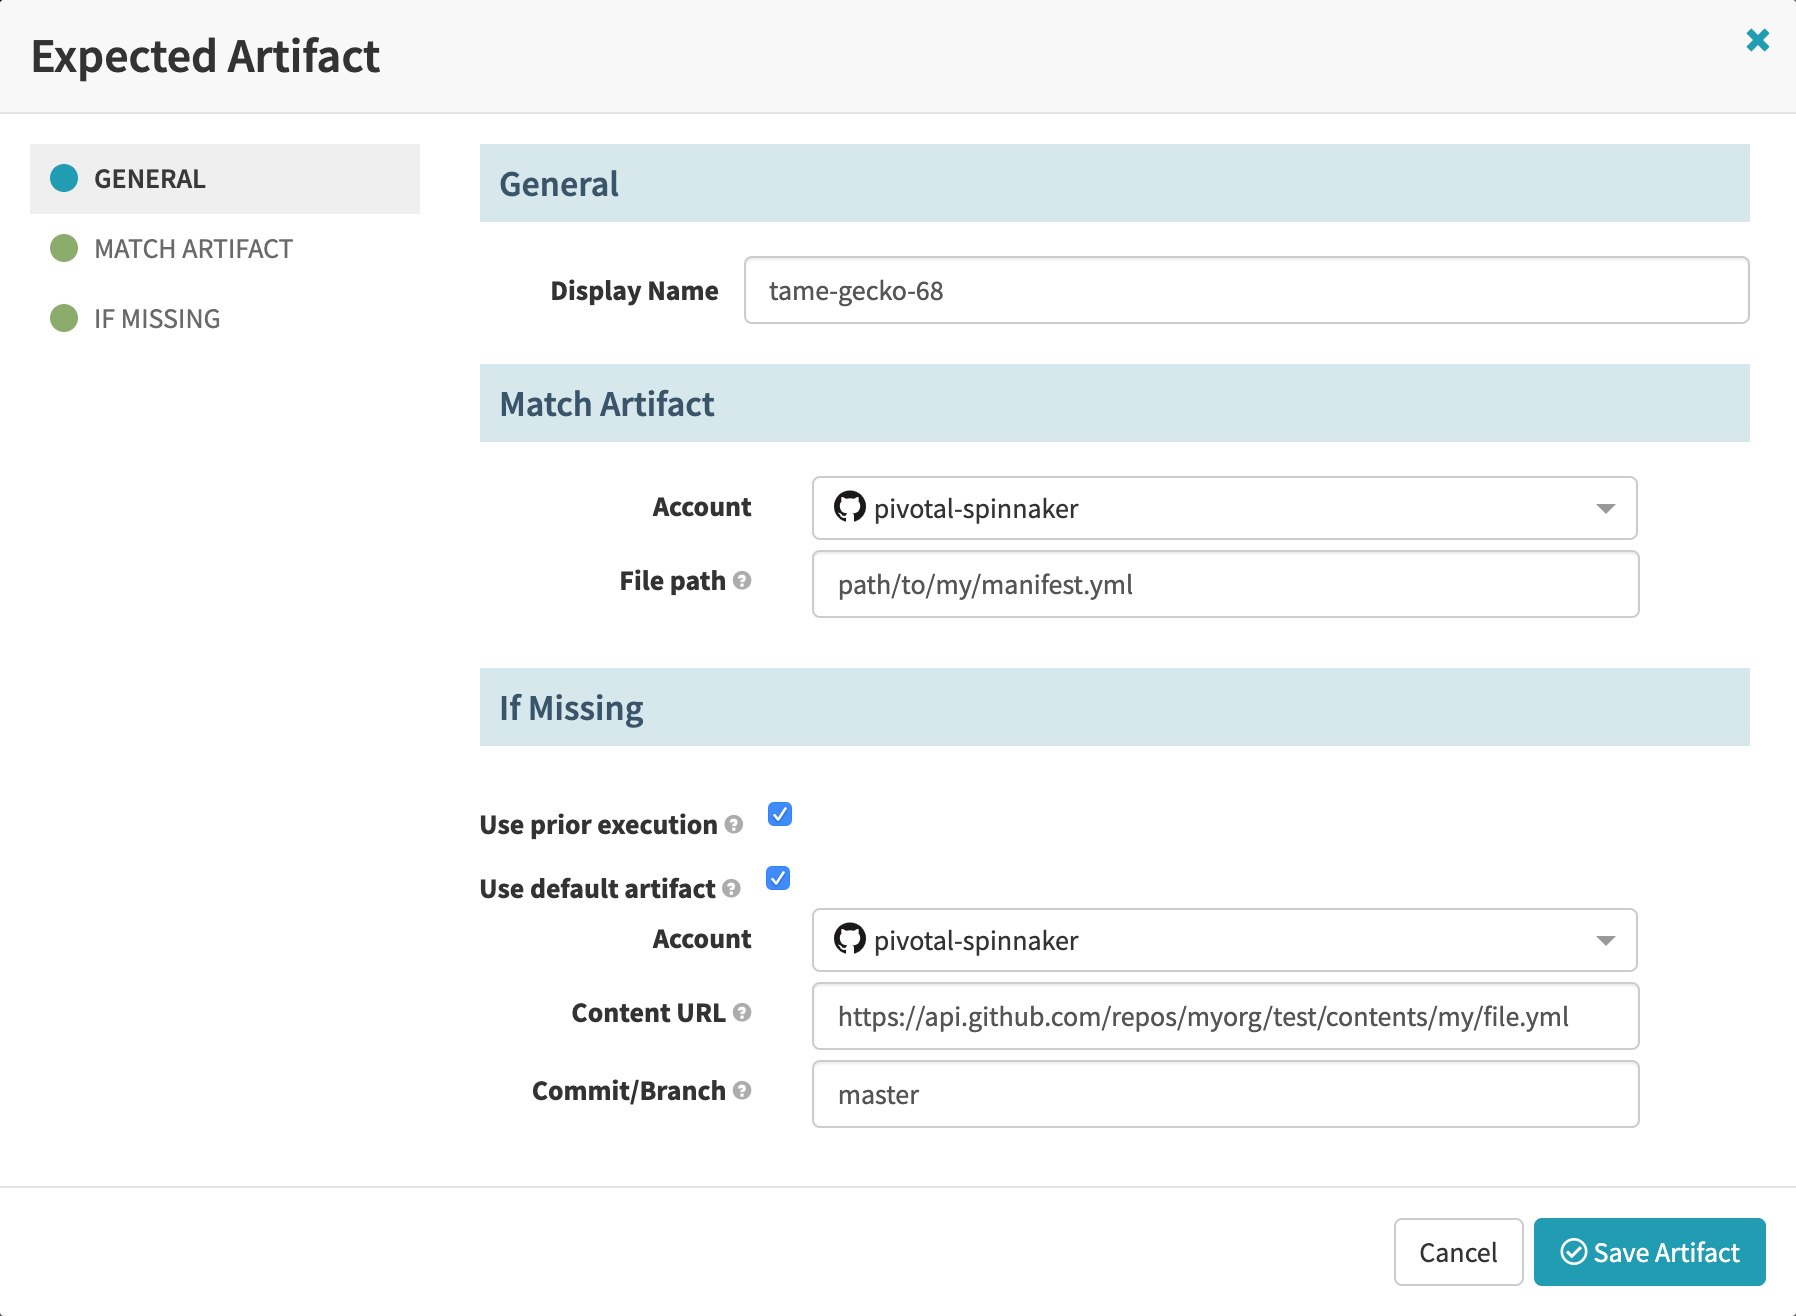 Expected Artifact
GENERAL
MATCH ARTIFACT
IF MISSING
General
Display Name tame-gecko-68
Match Artifact
Account pivotal-spinnaker
File path path/to/my/manifest.yml
If Missing
Use prior execution
Use default artifact
Account pivotal-spinnaker
Content URL https://api.github.com/repos/myorg/test/contents/my/file.yml
Commit/Branch master
Cancel Save Artifact